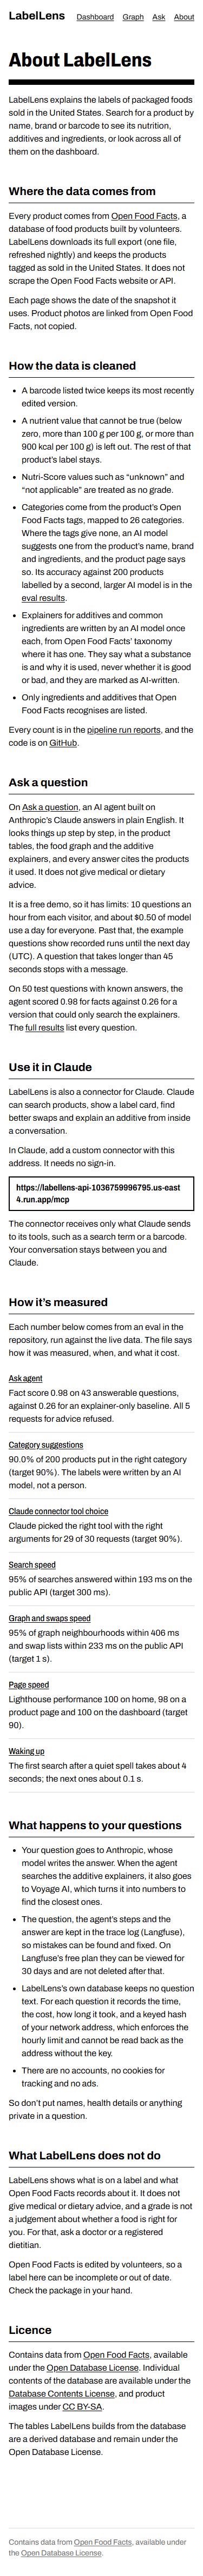 LabelLens Dashboard Graph Ask About
About LabelLens
LabelLens explains the labels of packaged foods
sold in the United States. Search for a product by
name, brand or barcode to see its nutrition,
additives and ingredients, or look across all of
them on the dashboard.
Where the data comes from
Every product comes from Open Food Facts, a
database of food products built by volunteers.
LabelLens downloads its full export (one file,
refreshed nightly) and keeps the products
tagged as sold in the United States. It does not
scrape the Open Food Facts website or API.
Each page shows the date of the snapshot it
uses. Product photos are linked from Open Food
Facts, not copied.
How the data is cleaned
• A barcode listed twice keeps its most recently
edited version.
• A nutrient value that cannot be true (below
zero, more than 100 g per 100 g, or more than
900 kcal per 100 g) is left out. The rest of that
product's label stays.
• Nutri-Score values such as “unknown” and
“not applicable” are treated as no grade.
• Categories come from the product's Open
Food Facts tags, mapped to 26 categories.
Where the tags give none, an AI model
suggests one from the product's name, brand
and ingredients, and the product page says
so. Its accuracy against 200 products
labelled by a second, larger AI model is in the
eval results.
• Explainers for additives and common
ingredients are written by an AI model once
each, from Open Food Facts' taxonomy
where it has one. They say what a substance
is and why it is used, never whether it is good
or bad, and they are marked as AI-written.
• Only ingredients and additives that Open
Food Facts recognises are listed.
Every count is in the pipeline run reports, and the
code is on GitHub.
Ask a question
On Ask a question, an AI agent built on
Anthropic's Claude answers in plain English. It
looks things up step by step, in the product
tables, the food graph and the additive
explainers, and every answer cites the products
it used. It does not give medical or dietary
advice.
It is a free demo, so it has limits: 10 questions an
hour from each visitor, and about $0.50 of model
use a day for everyone. Past that, the example
questions show recorded runs until the next day
(UTC). A question that takes longer than 45
seconds stops with a message.
On 50 test questions with known answers, the
agent scored 0.98 for facts against 0.26 for a
version that could only search the explainers.
The full results list every question.
Use it in Claude
LabelLens is also a connector for Claude. Claude
can search products, show a label card, find
better swaps and explain an additive from inside
a conversation.
In Claude, add a custom connector with this
address. It needs no sign-in.
https://labellens-api-1036759996795.us-east
4.run.app/mcp
The connector receives only what Claude sends
to its tools, such as a search term or a barcode.
Your conversation stays between you and
Claude.
How it's measured
Each number below comes from an eval in the
repository, run against the live data. The file says
how it was measured, when, and what it cost.
Ask agent
Fact score 0.98 on 43 answerable questions,
against 0.26 for an explainer-only baseline. All 5
requests for advice refused.
Category suggestions
90.0% of 200 products put in the right category
(target 90%). The labels were written by an AI
model, not a person.
Claude connector tool choice
Claude picked the right tool with the right
arguments for 29 of 30 requests (target 90%).
Search speed
95% of searches answered within 193 ms on the
public API (target 300 ms).
Graph and swaps speed
95% of graph neighbourhoods within 406 ms
and swap lists within 233 ms on the public API
(target 1 s).
Page speed
Lighthouse performance 100 on home, 98 on a
product page and 100 on the dashboard (target
90).
Waking up
The first search after a quiet spell takes about 4
seconds; the next ones about 0.1 s.
What happens to your questions
• Your question goes to Anthropic, whose
model writes the answer. When the agent
searches the additive explainers, it also goes
to Voyage AI, which turns it into numbers to
find the closest ones.
• The question, the agent's steps and the
answer are kept in the trace log (Langfuse),
so mistakes can be found and fixed. On
Langfuse's free plan they can be viewed for
30 days and are not deleted after that.
• LabelLens's own database keeps no question
text. For each question it records the time,
the cost, how long it took, and a keyed hash
of your network address, which enforces the
hourly limit and cannot be read back as the
address without the key.
• There are no accounts, no cookies for
tracking and no ads.
So don't put names, health details or anything
private in a question.
What LabelLens does not do
LabelLens shows what is on a label and what
Open Food Facts records about it. It does not
give medical or dietary advice, and a grade is not
a judgement about whether a food is right for
you. For that, ask a doctor or a registered
dietitian.
Open Food Facts is edited by volunteers, so a
label here can be incomplete or out of date.
Check the package in your hand.
Licence
Contains data from Open Food Facts, available
under the Open Database License. Individual
contents of the database are available under the
Database Contents License, and product
images under CC BY-SA.
The tables LabelLens builds from the database
are a derived database and remain under the
Open Database License.
Contains data from Open Food Facts, available under
the Open Database License.